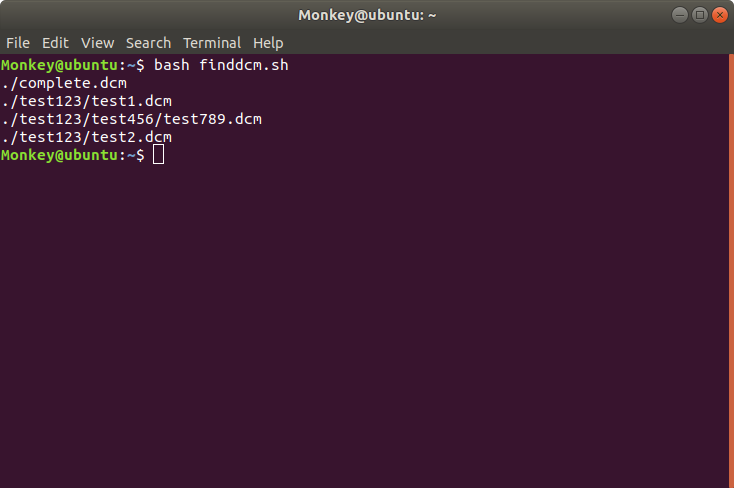 Monkey@ubuntu: ~
File Edit View Search Terminal Help
Monkey@ubuntu:~$ bash finddcm.sh
./complete.dcm
./test123/test1.dcm
./test123/test456/test789.dcm
./test123/test2.dcm
Monkey@ubuntu:~$